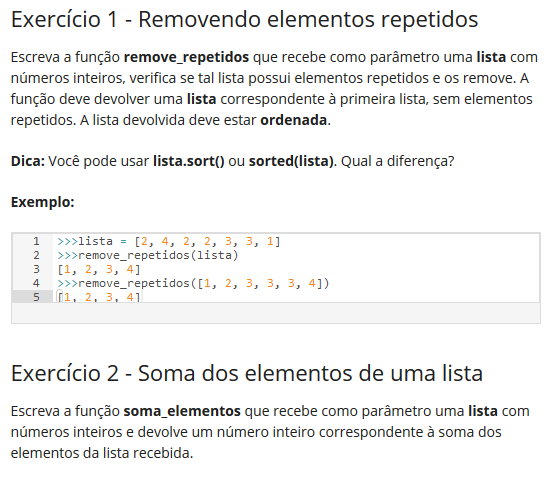 Exercício 1 - Removendo elementos repetidos
Escreva a função remove_repetidos que recebe como parâmetro uma lista com
números inteiros, verifica se tal lista possui elementos repetidos e os remove. A
função deve devolver uma lista correspondente à primeira lista, sem elementos
repetidos. A lista devolvida deve estar ordenada.
Dica: Você pode usar lista.sort() ou sorted(lista). Qual a diferença?
Exemplo:
1 >>>lista = [2, 4, 2, 2, 3, 3, 1]
2 >>>remove_repetidos(lista)
3 [1, 2, 3, 4]
4 >>>remove_repetidos([1, 2, 3, 3, 3, 4])
5 [1, 2, 3, 4]
Exercício 2 - Soma dos elementos de uma lista
Escreva a função soma_elementos que recebe como parâmetro uma lista com
números inteiros e devolve um número inteiro correspondente à soma dos
elementos da lista recebida.